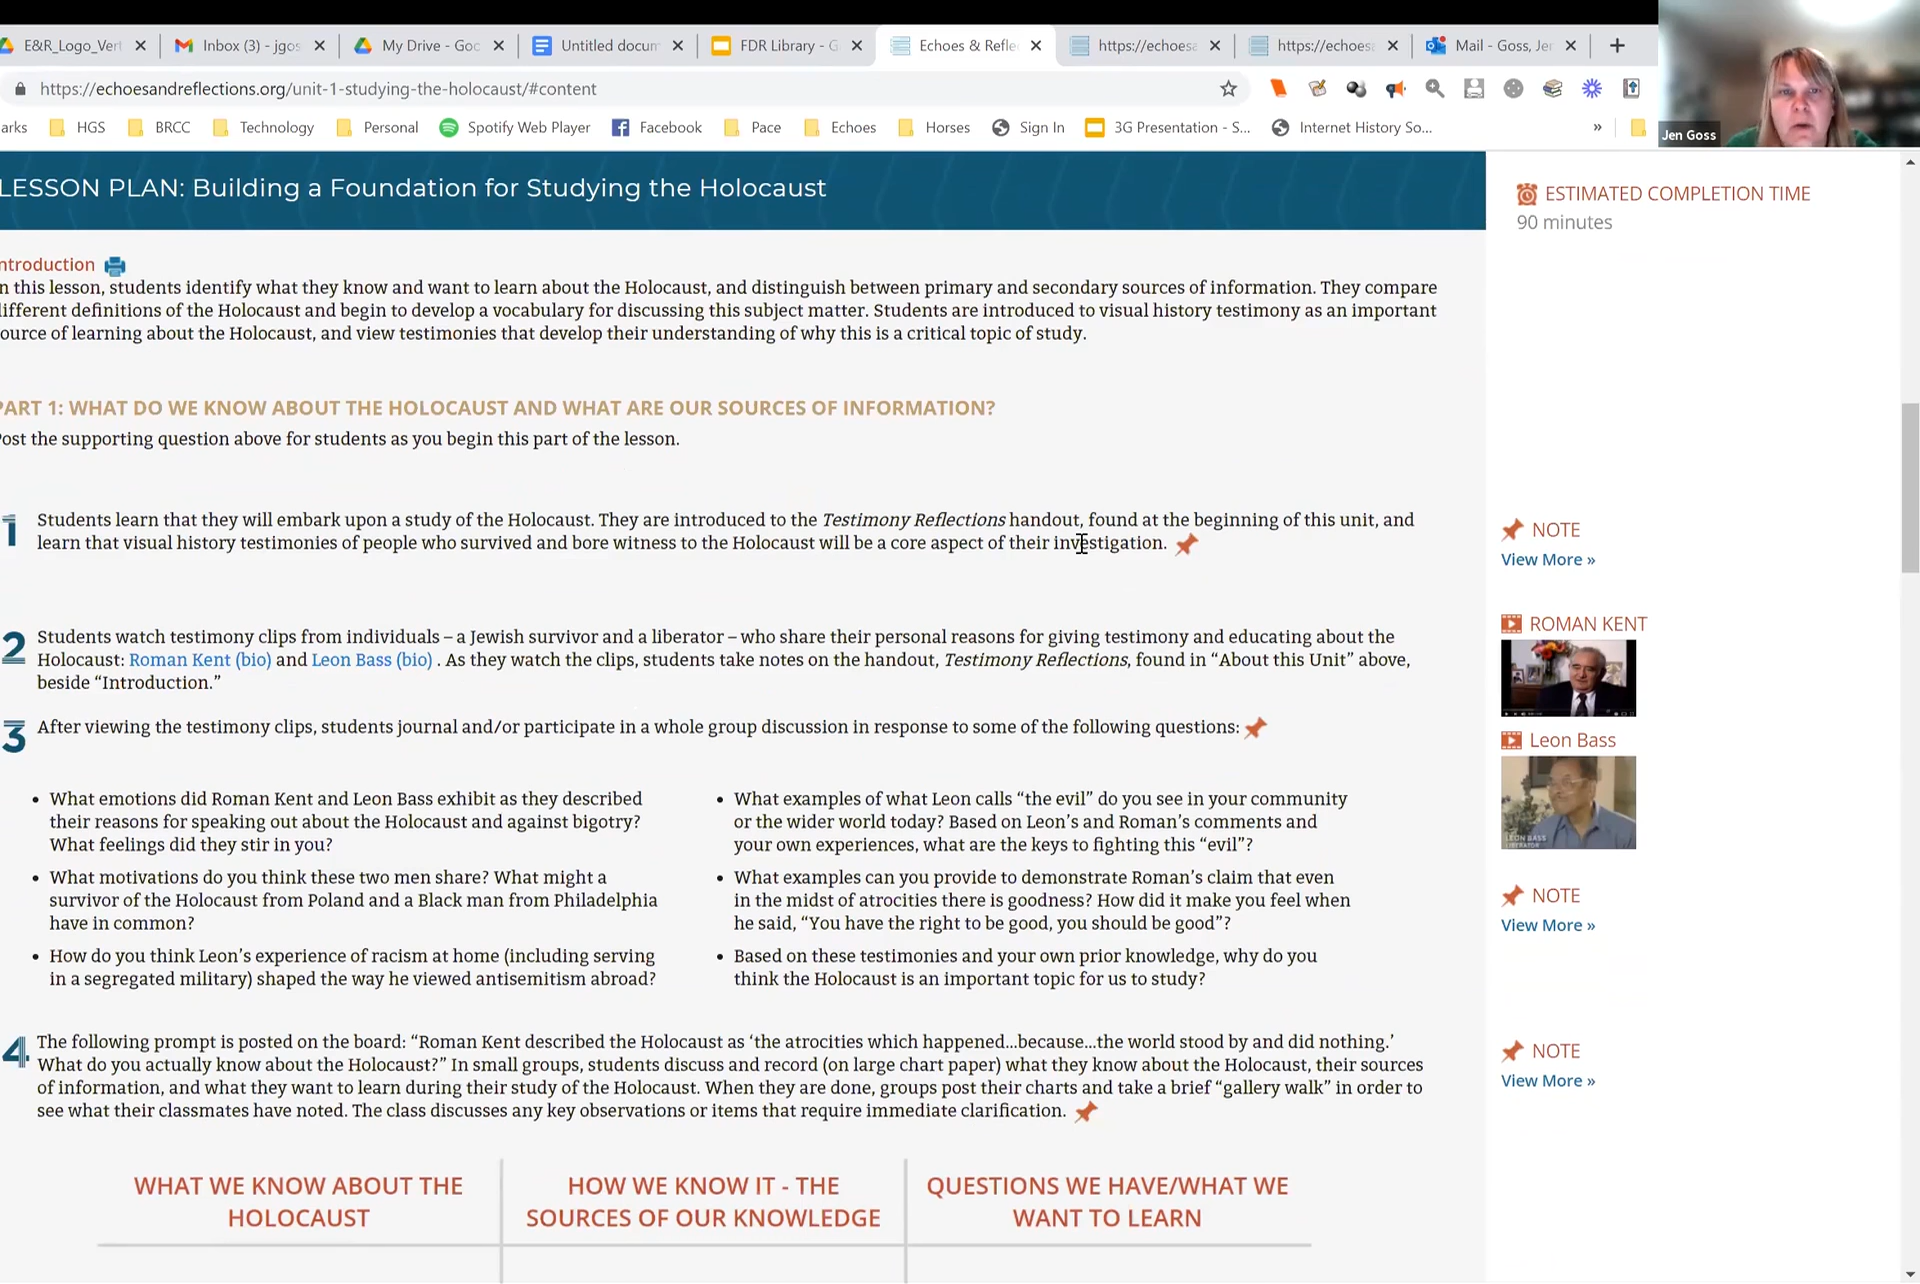 E&R_Logo_Vert
Inbox (3) - jgos
My Drive - Goo
Untitled docum
FDR Library - G
Echoes & Refle
https://echoes
https://echoes
Mail - Goss, Jer
https://echoesandreflections.org/unit-1-studying-the-holocaust/#content
arks
HGS
BRCC
Technology
Personal
Spotify Web Player
Facebook
Pace
Echoes
Horses
Sign In
3G Presentation - S...
Internet History So...
»
Jen Goss
LESSON PLAN: Building a Foundation for Studying the Holocaust
ntroduction
n this lesson, students identify what they know and want to learn about the Holocaust, and distinguish between primary and secondary sources of information. They compare
ifferent definitions of the Holocaust and begin to develop a vocabulary for discussing this subject matter. Students are introduced to visual history testimony as an important
ource of learning about the Holocaust, and view testimonies that develop their understanding of why this is a critical topic of study.
PART 1: WHAT DO WE KNOW ABOUT THE HOLOCAUST AND WHAT ARE OUR SOURCES OF INFORMATION?
Post the supporting question above for students as you begin this part of the lesson.
1
Students learn that they will embark upon a study of the Holocaust. They are introduced to the Testimony Reflections handout, found at the beginning of this unit, and
learn that visual history testimonies of people who survived and bore witness to the Holocaust will be a core aspect of their investigation.
2
Students watch testimony clips from individuals – a Jewish survivor and a liberator – who share their personal reasons for giving testimony and educating about the
Holocaust: Roman Kent (bio) and Leon Bass (bio) . As they watch the clips, students take notes on the handout, Testimony Reflections, found in “About this Unit” above,
beside “Introduction.”
3
After viewing the testimony clips, students journal and/or participate in a whole group discussion in response to some of the following questions:
• What emotions did Roman Kent and Leon Bass exhibit as they described
their reasons for speaking out about the Holocaust and against bigotry?
What feelings did they stir in you?
• What motivations do you think these two men share? What might a
survivor of the Holocaust from Poland and a Black man from Philadelphia
have in common?
• How do you think Leon’s experience of racism at home (including serving
in a segregated military) shaped the way he viewed antisemitism abroad?
• What examples of what Leon calls “the evil” do you see in your community
or the wider world today? Based on Leon’s and Roman’s comments and
your own experiences, what are the keys to fighting this “evil”?
• What examples can you provide to demonstrate Roman’s claim that even
in the midst of atrocities there is goodness? How did it make you feel when
he said, “You have the right to be good, you should be good”?
• Based on these testimonies and your own prior knowledge, why do you
think the Holocaust is an important topic for us to study?
4
The following prompt is posted on the board: “Roman Kent described the Holocaust as ‘the atrocities which happened...because...the world stood by and did nothing.’
What do you actually know about the Holocaust?” In small groups, students discuss and record (on large chart paper) what they know about the Holocaust, their sources
of information, and what they want to learn during their study of the Holocaust. When they are done, groups post their charts and take a brief “gallery walk” in order to
see what their classmates have noted. The class discusses any key observations or items that require immediate clarification.
WHAT WE KNOW ABOUT THE
HOLOCAUST
HOW WE KNOW IT - THE
SOURCES OF OUR KNOWLEDGE
QUESTIONS WE HAVE/WHAT WE
WANT TO LEARN
ESTIMATED COMPLETION TIME
90 minutes
NOTE
View More »
ROMAN KENT
Leon Bass
LEON BASS
LIBERATOR
NOTE
View More »
NOTE
View More »